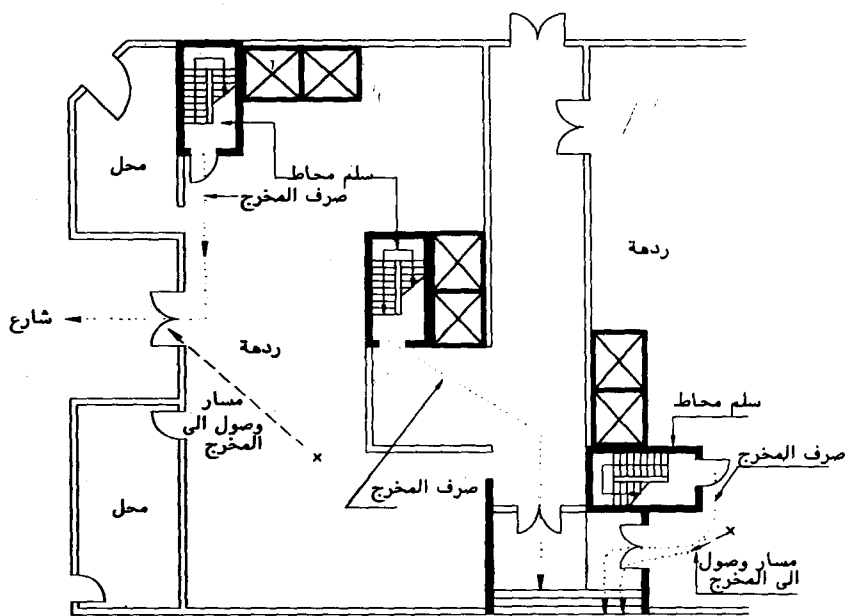 محل
سلم محاط
صرف المخرج
ردهة
شارع
ردهة
مسار
وصول الى
المخرج
سلم محاط
صرف المخرج
صرف المخرج
محل
مسار وصول
الى المخرج